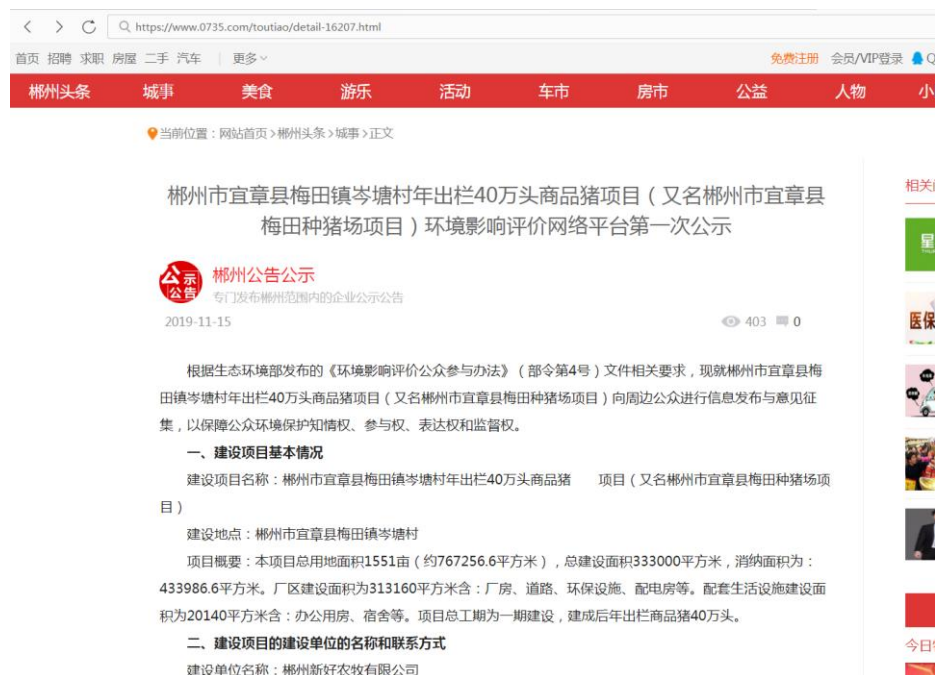 https://www.0735.com/toutiao/detail-16207.html
首页 招聘 求职 房屋 二手 汽车 更多 免费注册 会员/VIP登录 Q
郴州头条 城事 美食 游乐 活动 车市 房市 公益 人物 小
当前位置：网站首页>郴州头条>城事>正文
郴州市宜章县梅田镇岑塘村年出栏40万头商品猪项目（又名郴州市宜章县
梅田种猪场项目）环境影响评价网络平台第一次公示
相关
公示公告
郴州公告公示
专门发布郴州范围内的企业公示公告
2019-11-15 403 0
医保
根据生态环境部发布的《环境影响评价公众参与办法》（部令第4号）文件相关要求，现就郴州市宜章县梅
田镇岑塘村年出栏40万头商品猪项目（又名郴州市宜章县梅田种猪场项目）向周边公众进行信息发布与意见征
集，以保障公众环境保护知情权、参与权、表达权和监督权。
一、建设项目基本情况
建设项目名称：郴州市宜章县梅田镇岑塘村年出栏40万头商品猪 项目（又名郴州市宜章县梅田种猪场项
目）
建设地点：郴州市宜章县梅田镇岑塘村
项目概要：本项目总用地面积1551亩（约767256.6平方米），总建设面积333000平方米，消纳面积为：
433986.6平方米。厂区建设面积为313160平方米含：厂房、道路、环保设施、配电房等。配套生活设施建设面
积为20140平方米含：办公用房、宿舍等。项目总工期为一期建设，建成后年出栏商品猪40万头。
二、建设项目的建设单位的名称和联系方式
今日
建设单位名称：郴州新好农牧有限公司